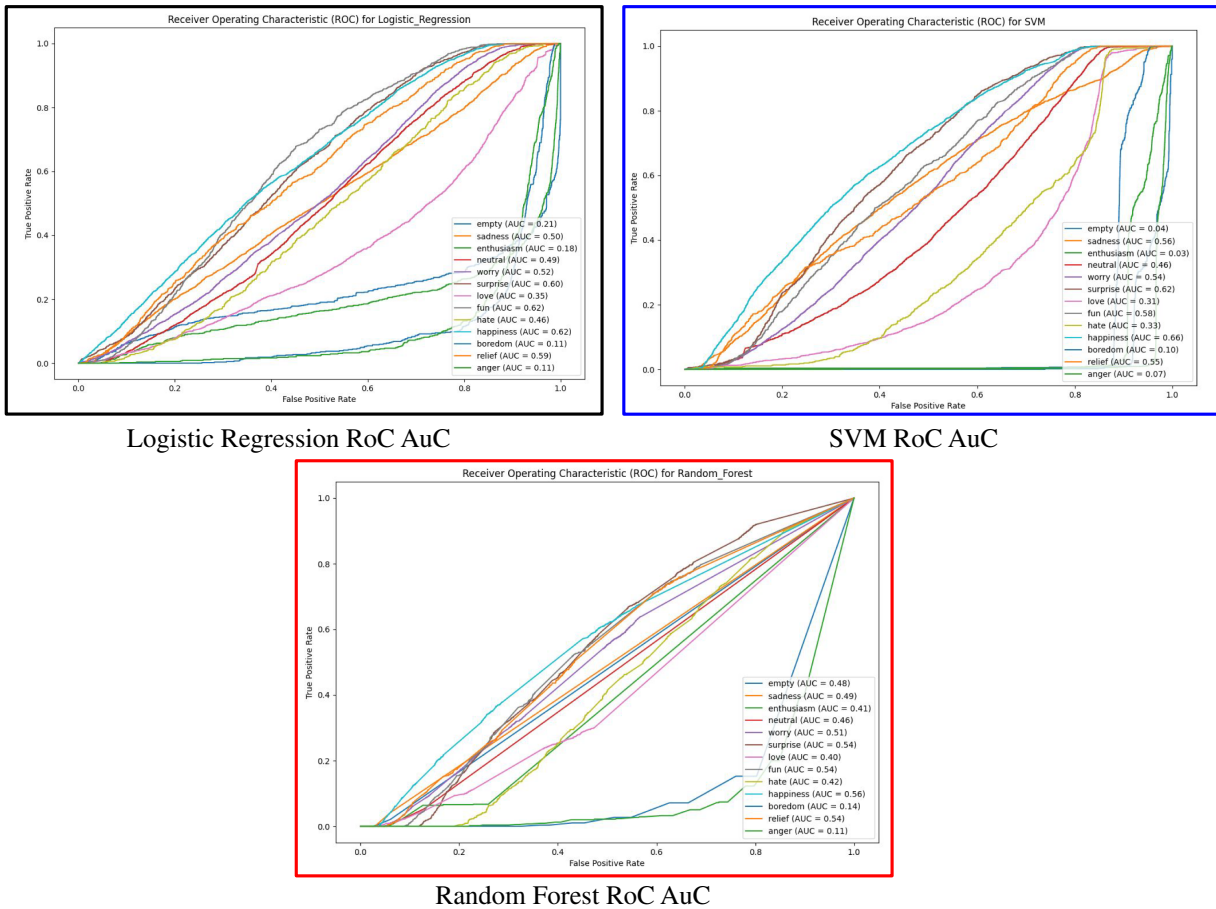 Receiver Operating Characteristic (ROC) for Logistic_Regression
1.0
0.8
0.6
0.4
0.2
0.0
True Positive Rate
empty (AUC = 0.21)
sadness (AUC = 0.50)
enthusiasm (AUC = 0.18)
neutral (AUC = 0.49)
worry (AUC = 0.52)
surprise (AUC = 0.60)
love (AUC = 0.35)
fun (AUC = 0.62)
hate (AUC = 0.46)
happiness (AUC = 0.62)
boredom (AUC = 0.11)
relief (AUC = 0.59)
anger (AUC = 0.11)
0.0 0.2 0.4 0.6 0.8 1.0
False Positive Rate
Logistic Regression RoC AuC
Receiver Operating Characteristic (ROC) for SVM
1.0
0.8
0.6
0.4
0.2
0.0
True Positive Rate
empty (AUC = 0.04)
sadness (AUC = 0.56)
enthusiasm (AUC = 0.03)
neutral (AUC = 0.46)
worry (AUC = 0.54)
surprise (AUC = 0.62)
love (AUC = 0.31)
fun (AUC = 0.58)
hate (AUC = 0.33)
happiness (AUC = 0.66)
boredom (AUC = 0.10)
relief (AUC = 0.55)
anger (AUC = 0.07)
0.0 0.2 0.4 0.6 0.8 1.0
False Positive Rate
SVM RoC AuC
Receiver Operating Characteristic (ROC) for Random_Forest
1.0
0.8
0.6
0.4
0.2
0.0
True Positive Rate
empty (AUC = 0.48)
sadness (AUC = 0.49)
enthusiasm (AUC = 0.41)
neutral (AUC = 0.46)
worry (AUC = 0.51)
surprise (AUC = 0.54)
love (AUC = 0.40)
fun (AUC = 0.54)
hate (AUC = 0.42)
happiness (AUC = 0.56)
boredom (AUC = 0.14)
relief (AUC = 0.54)
anger (AUC = 0.11)
0.0 0.2 0.4 0.6 0.8 1.0
False Positive Rate
Random Forest RoC AuC